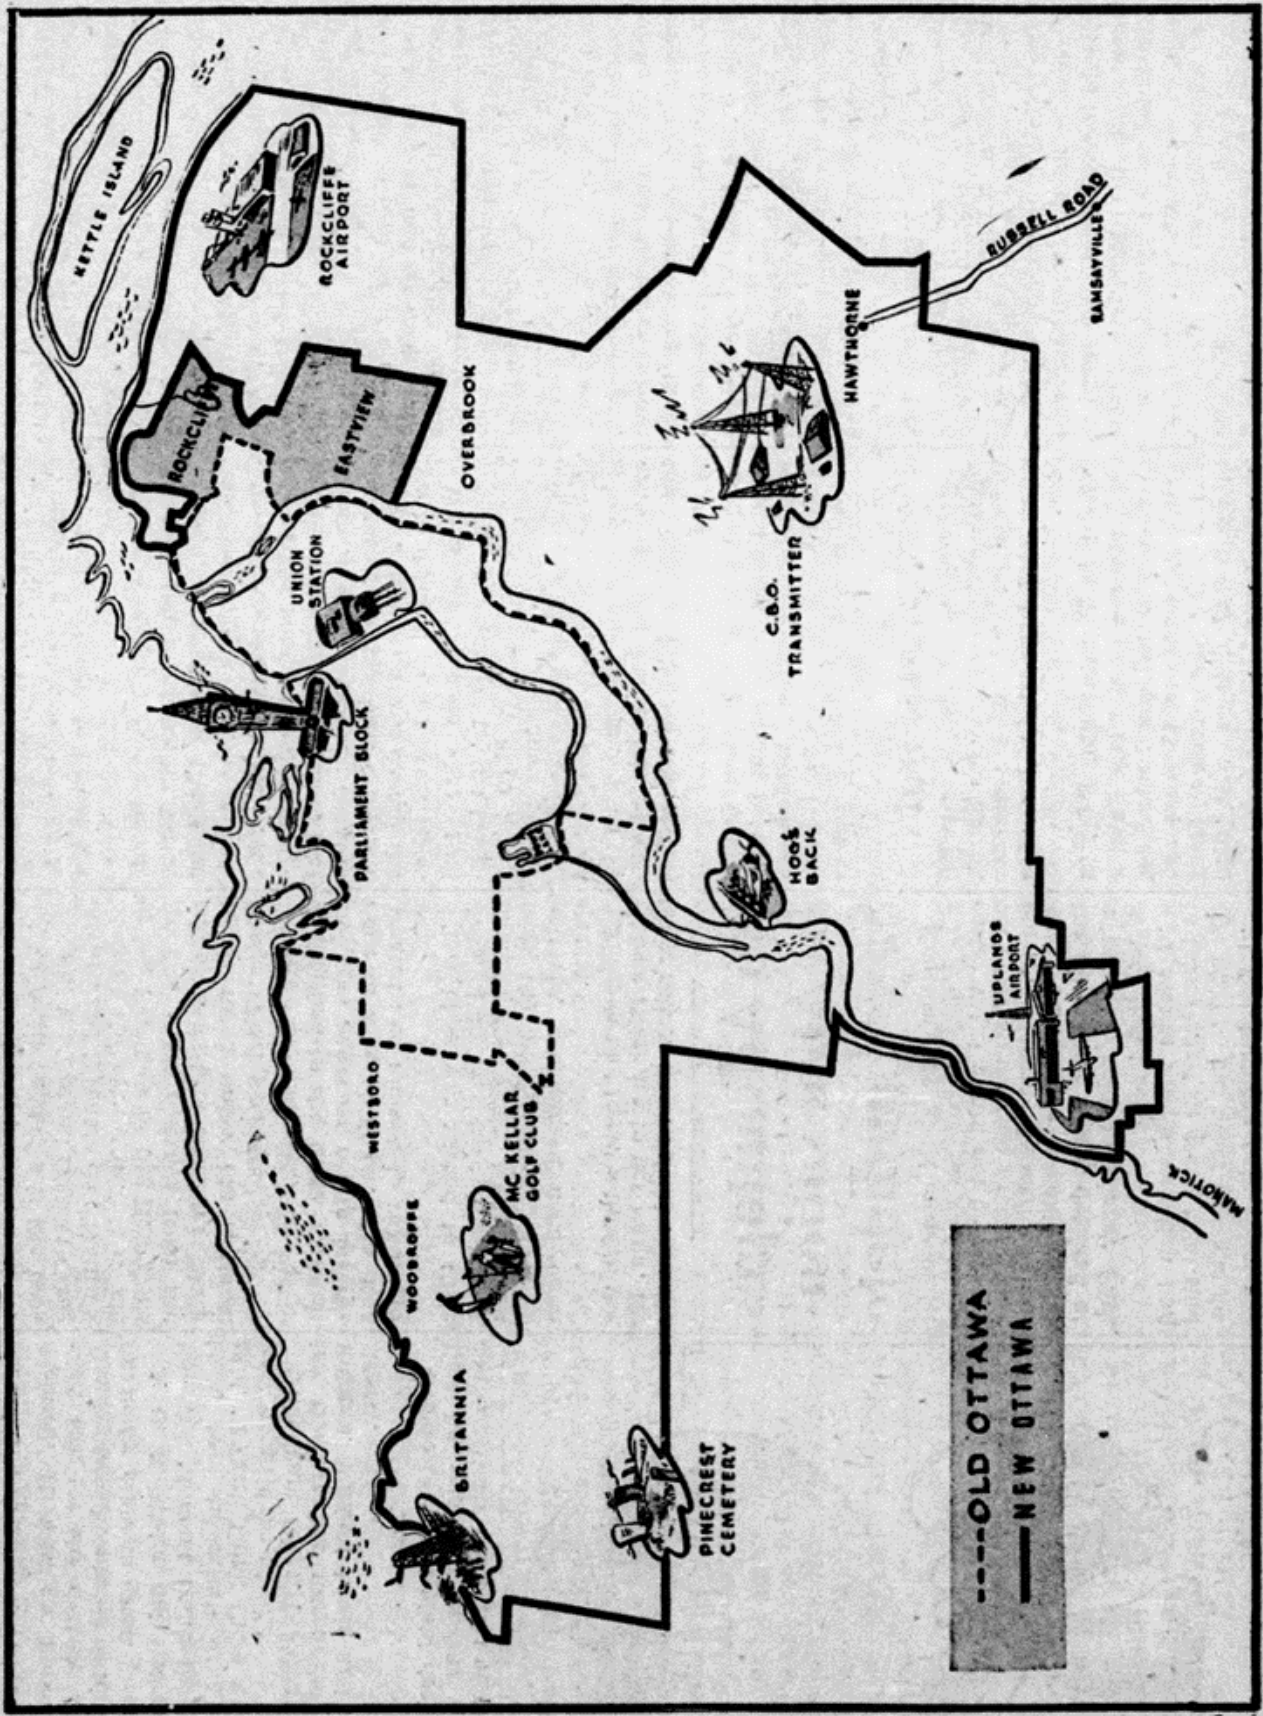 KETTLE ISLAND
ROCKCLIFFE
AIRPORT
RUSSELL ROAD
RAMSAYVILLE
HAWTHORNE
ROCKCLIFFE
EASTVIEW
OVERBROOK
UNION
STATION
C.B.O.
TRANSMITTER
PARLIAMENT BLOCK
HOG'S
BACK
UPLANDS
AIRPORT
WESTBORO
MC KELLAR
GOLF CLUB
MANOTICK
WOODROFFE
BRITANNIA
PINECREST
CEMETERY
OLD OTTAWA
NEW OTTAWA